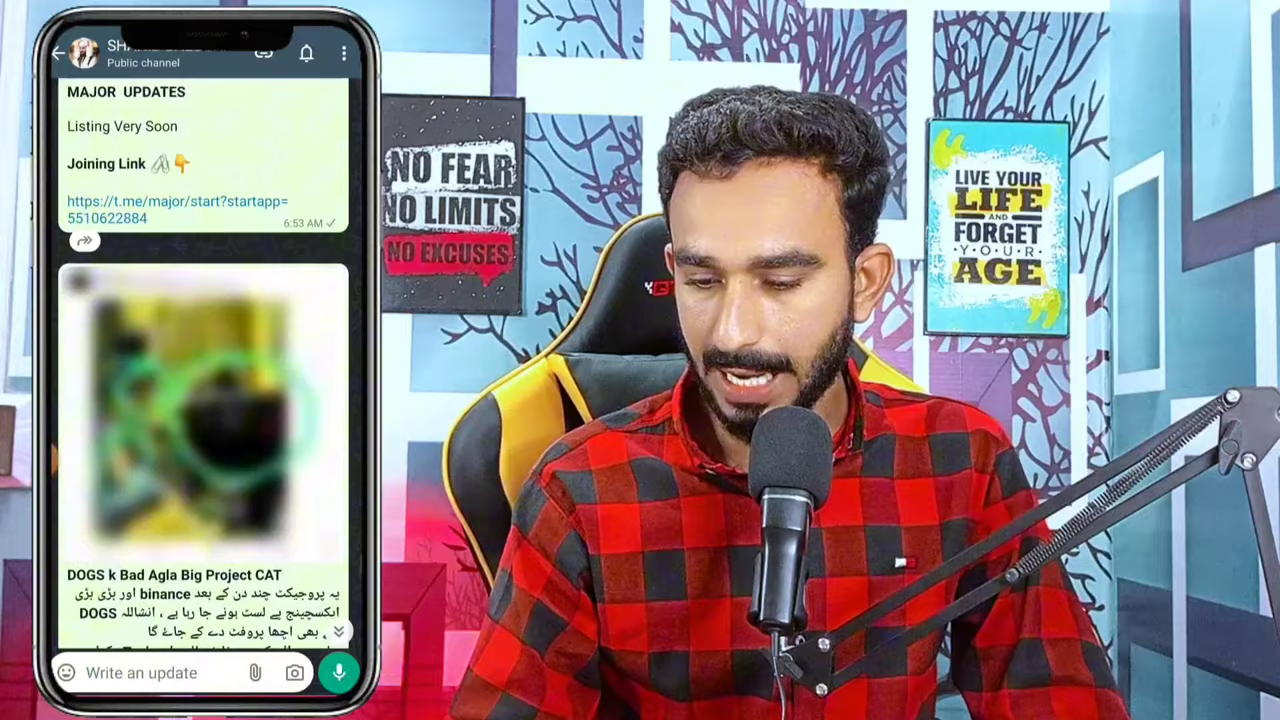 Public channel
MAJOR UPDATES
Listing Very Soon
Joining Link
https://t.me/major/start?startapp=
5510622884
6:53 AM
DOGS k Bad Agla Big Project CAT
یہ پروجیکٹ چند دن کے بعد binance اور بڑی بڑی
ایکسچینج پے لسٹ ہونے جا رہا ہے ، انشااللہ DOGS
بھی اچھا پروفٹ دے کے جائے گا
Write an update
NO FEAR
NO LIMITS
NO EXCUSES
LIVE YOUR
LIFE
AND
FORGET
YOUR
AGE